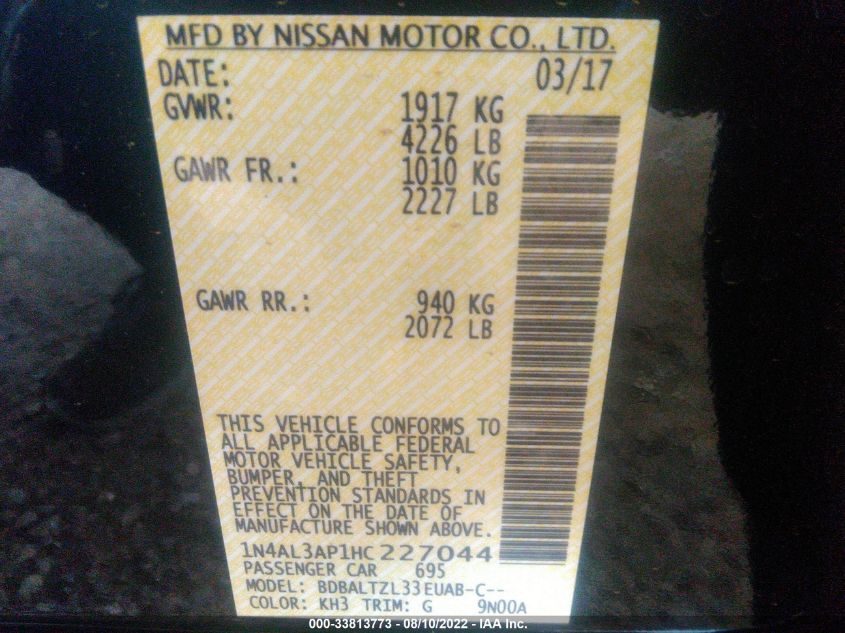 MFD BY NISSAN MOTOR CO., LTD.
DATE: 03/17
GVWR: 1917 KG
4226 LB
GAWR FR.: 1010 KG
2227 LB
GAWR RR.: 940 KG
2072 LB
THIS VEHICLE CONFORMS TO
ALL APPLICABLE FEDERAL
MOTOR VEHICLE SAFETY,
BUMPER, AND THEFT
PREVENTION STANDARDS IN
EFFECT ON THE DATE OF
MANUFACTURE SHOWN ABOVE.
1N4AL3AP1HC227044
PASSENGER CAR 695
MODEL: BDBALTZL33EUAB-C--
COLOR: KH3 TRIM: G 9N00A
000-33813773 - 08/10/2022 - IAA Inc.